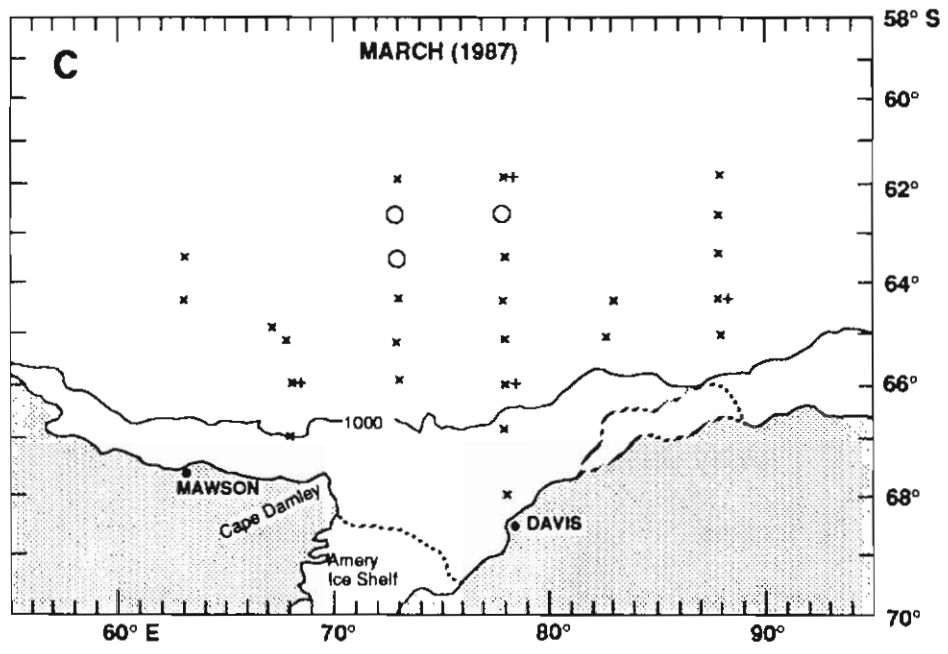 58° S
C
MARCH (1987)
60°
62°
64°
66°
1000
MAWSON
Cape Darnley
68°
DAVIS
Amery
Ice Shelf
70°
60° E
70°
80°
90°